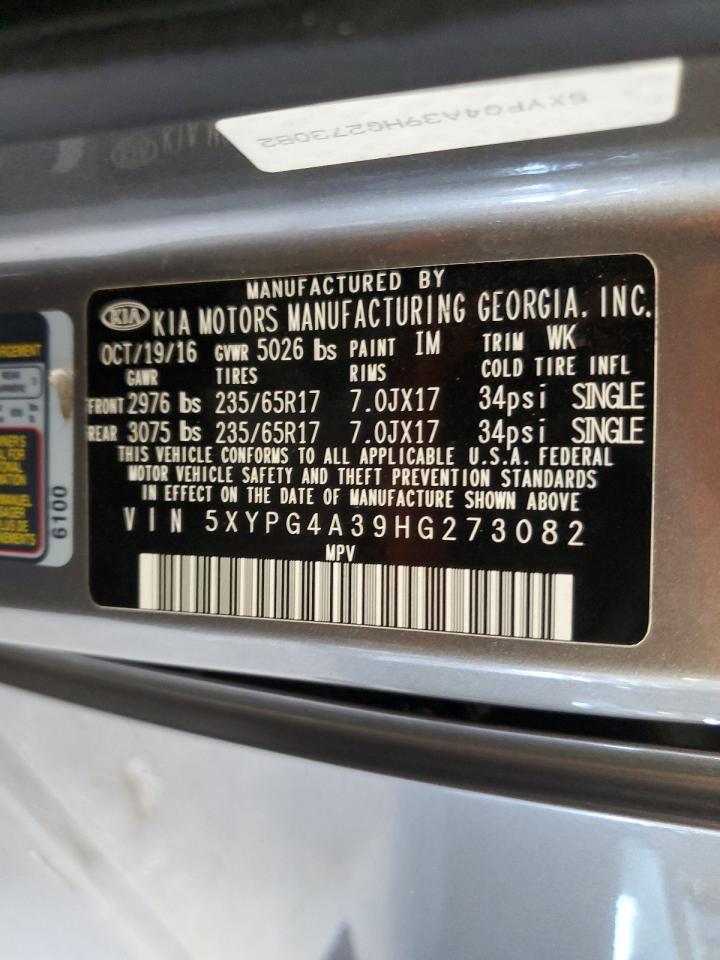 5XYPG4A39HG273082
KIA
MANUFACTURED BY
KIA KIA MOTORS MANUFACTURING GEORGIA, INC.
OCT/19/16 GVWR 5026 lbs PAINT IM TRIM WK
GAWR TIRES RIMS COLD TIRE INFL
FRONT 2976 lbs 235/65R17 7.0JX17 34psi SINGLE
REAR 3075 lbs 235/65R17 7.0JX17 34psi SINGLE
THIS VEHICLE CONFORMS TO ALL APPLICABLE U.S.A. FEDERAL
MOTOR VEHICLE SAFETY AND THEFT PREVENTION STANDARDS
IN EFFECT ON THE DATE OF MANUFACTURE SHOWN ABOVE
VIN 5XYPG4A39HG273082
MPV
6100